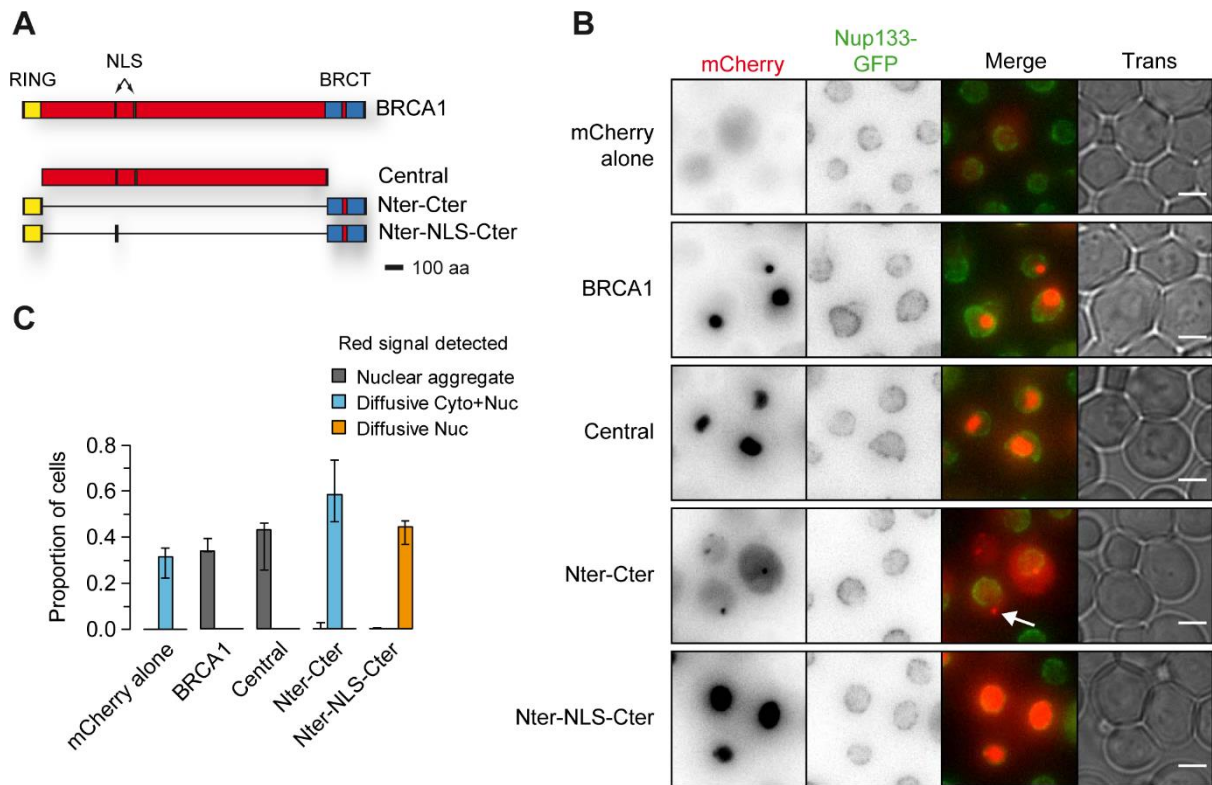 A
NLS
RING
BRCT
BRCA1
Central
Nter-Cter
Nter-NLS-Cter
100 aa
B
mCherry
Nup133-
GFP
Merge
Trans
mCherry
alone
BRCA1
Central
Nter-Cter
Nter-NLS-Cter
C
Red signal detected
Nuclear aggregate
Diffusive Cyto+Nuc
Diffusive Nuc
Proportion of cells
0.8
0.6
0.4
0.2
0.0
mCherry alone
BRCA1
Central
Nter-Cter
Nter-NLS-Cter